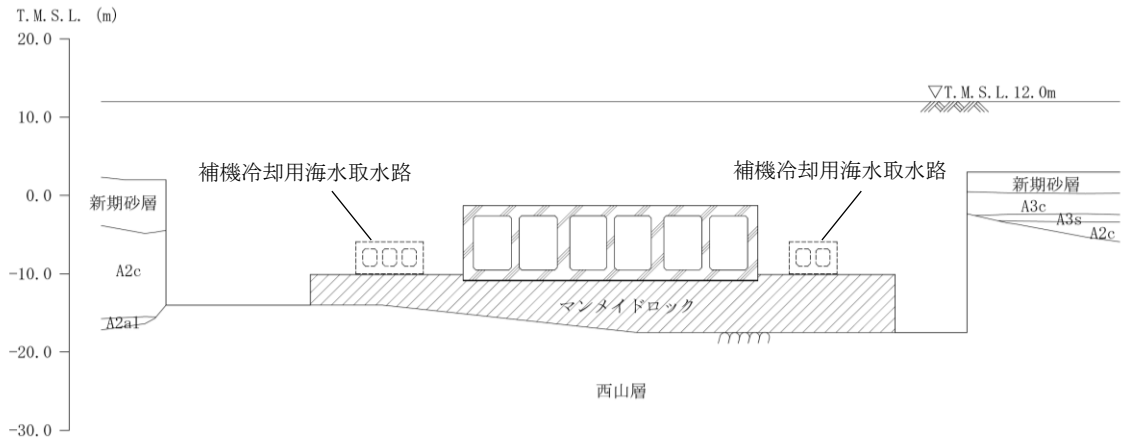 T.M.S.L. (m)
20.0
▽T.M.S.L.12.0m
10.0
補機冷却用海水取水路
補機冷却用海水取水路
0.0
新期砂層
新期砂層
A3c
A3s
A2c
A2c
-10.0
マンメイドロック
A2al
-20.0
西山層
-30.0